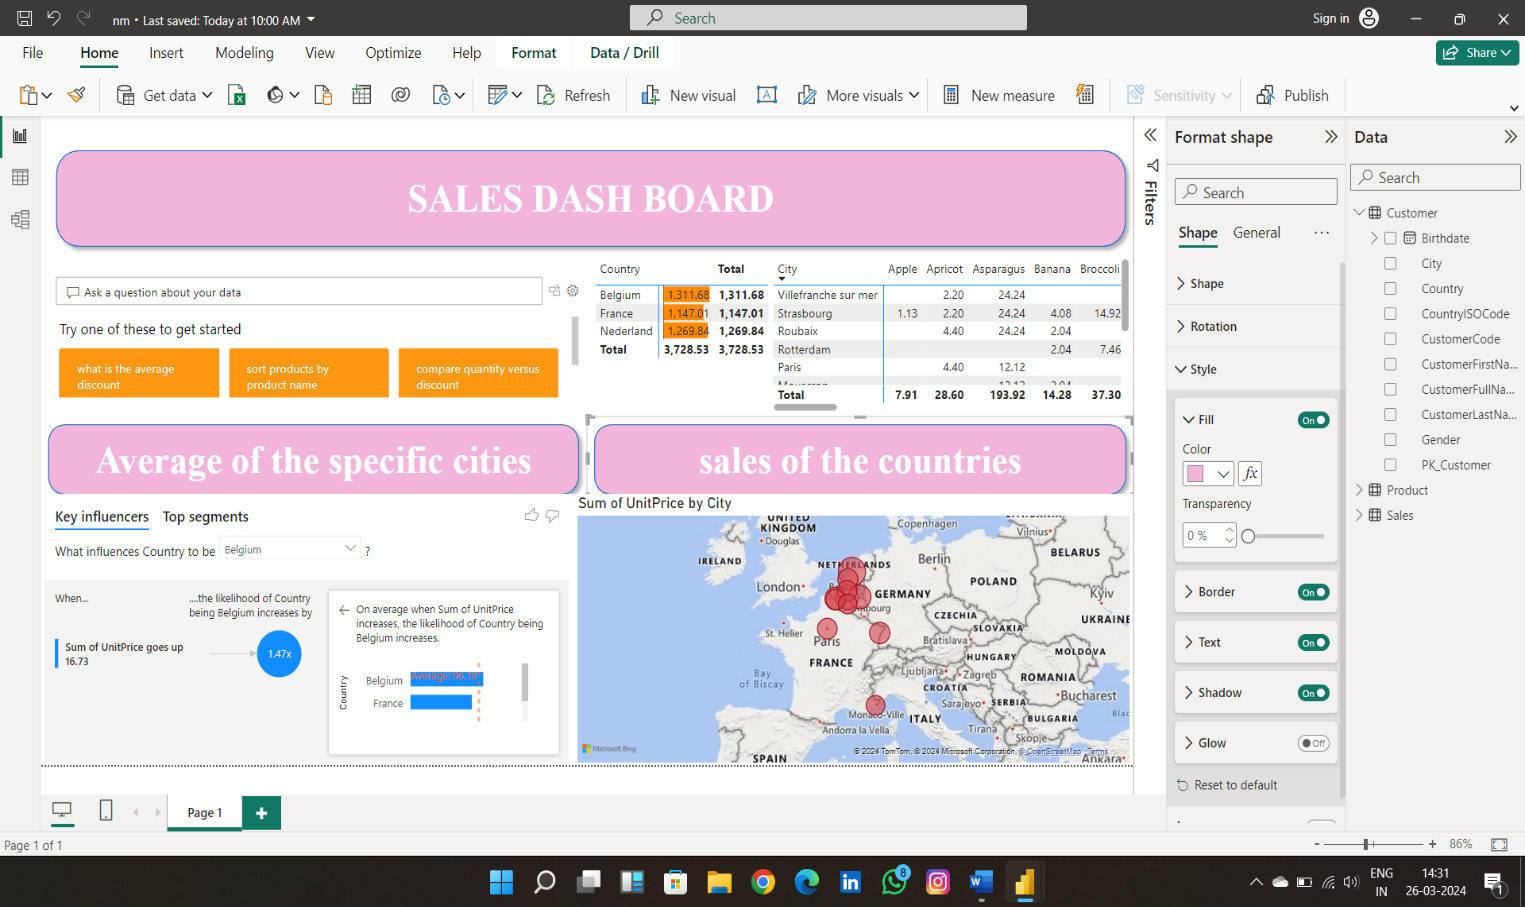 nm • Last saved: Today at 10:00 AM
Search
Sign in
File Home Insert Modeling View Optimize Help Format Data / Drill
Share
Get data
Refresh
New visual
More visuals
New measure
Sensitivity
Publish
SALES DASH BOARD
Ask a question about your data
Try one of these to get started
what is the average
discount
sort products by
product name
compare quantity versus
discount
Country Total
Belgium 1,311.68 1,311.68
France 1,147.01 1,147.01
Nederland 1,269.84 1,269.84
Total 3,728.53 3,728.53
City Apple Apricot Asparagus Banana Broccoli
Villefranche sur mer 2.20 24.24
Strasbourg 1.13 2.20 24.24 4.08 14.92
Roubaix 4.40 24.24 2.04
Rotterdam 2.04 7.46
Paris 4.40 12.12
Total 7.91 28.60 193.92 14.28 37.30
Average of the specific cities
sales of the countries
Key influencers Top segments
What influences Country to be Belgium ?
When...
....the likelihood of Country
being Belgium increases by
Sum of UnitPrice goes up
16.73
1.47x
On average when Sum of UnitPrice
increases, the likelihood of Country being
Belgium increases.
Country
Belgium
France
Sum of UnitPrice by City
UNITED
KINGDOM
Douglas
IRELAND
London
Copenhagen
Vilnius
BELARUS
NETHERLANDS
Berlin
POLAND
GERMANY
Kyiv
CZECHIA
UKRAINE
SLOVAKIA
St. Helier
Paris
Bratislava
FRANCE
HUNGARY
MOLDOVA
Bay
of Biscay
Ljubljana
Zagreb
ROMANIA
CROATIA
Sarajevo
SERBIA
Bucharest
Monaco-Ville
ITALY
BULGARIA
Blac
Andorra la Vella
Tirana
Skopje
Microsoft Bing
© 2024 TomTom, © 2024 Microsoft Corporation, © OpenStreetMap Terms
SPAIN
Ankara
Filters
Format shape
Search
Shape General
Shape
Rotation
Style
Fill On
Color
fx
Transparency
0 %
Border On
Text On
Shadow On
Glow Off
Reset to default
Data
Search
Customer
Birthdate
City
Country
CountryISOCode
CustomerCode
CustomerFirstNa...
CustomerFullNa...
CustomerLastNa...
Gender
PK_Customer
Product
Sales
Page 1
Page 1 of 1
86%
8
ENG
IN
14:31
26-03-2024
1